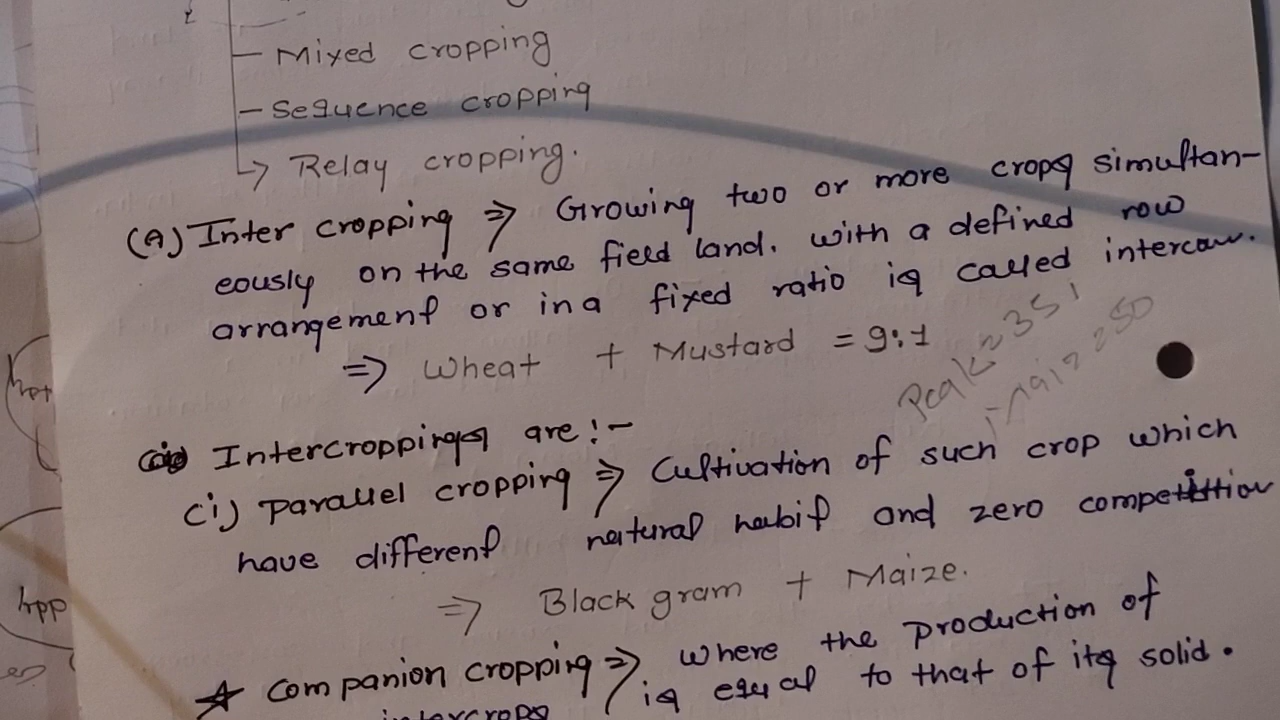 - Mixed cropping
- Sequence cropping
→ Relay cropping.
(A) Inter cropping ⇒ Growing two or more crops simultan-
eously on the same field land. with a defined row
arrangement or in a fixed ratio is called
⇒ Wheat + Mustard = 9:1
Intercroppings are :-
(i) parallel cropping ⇒ Cultivation of such crop which
have different natural habit and zero competition
⇒ Black gram + Maize.
companion cropping ⇒ where the production of
intercrops is equal to that of its solid.
hpp